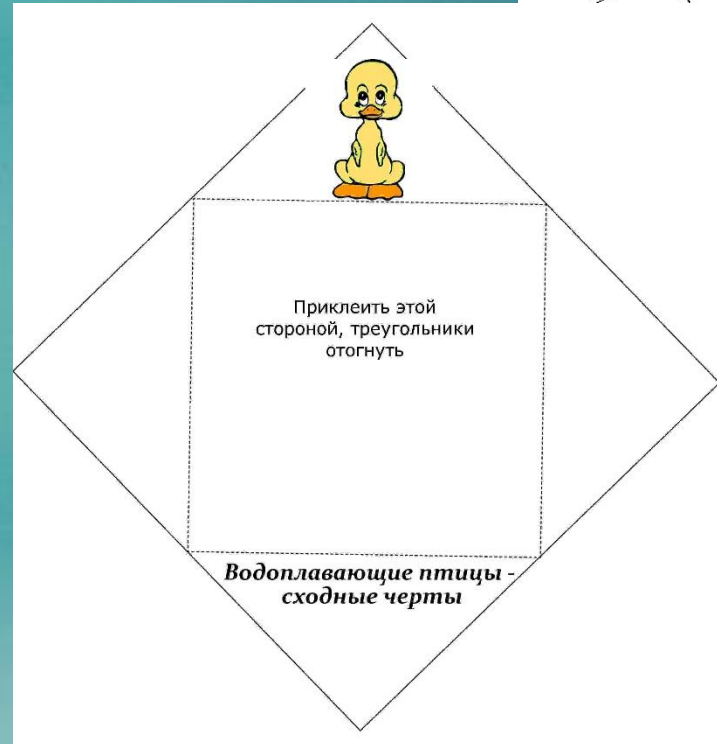 Приклеить этой
стороной, треугольники
отогнуть
Водоплавающие птицы -
сходные черты